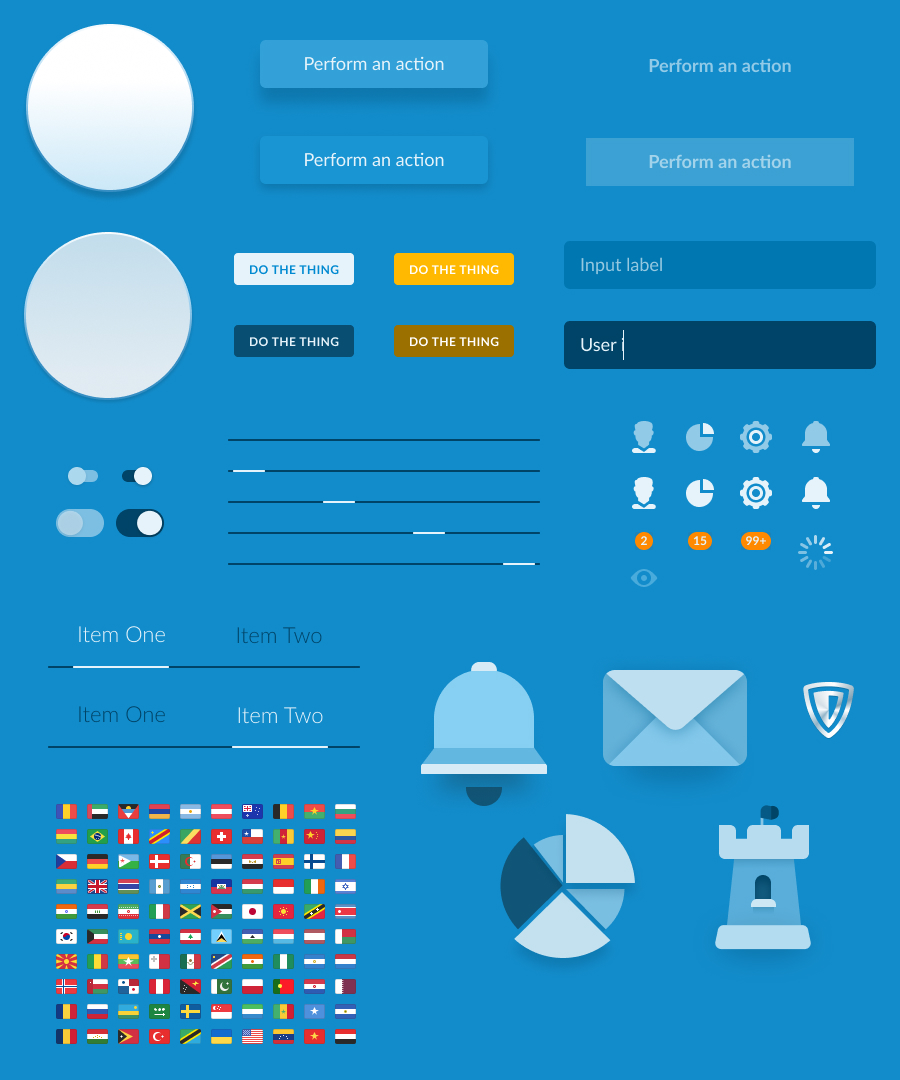 Perform an action
Perform an action
Perform an action
Perform an action
DO THE THING
DO THE THING
Input label
DO THE THING
DO THE THING
User i
2
15
99+
Item One
Item Two
Item One
Item Two